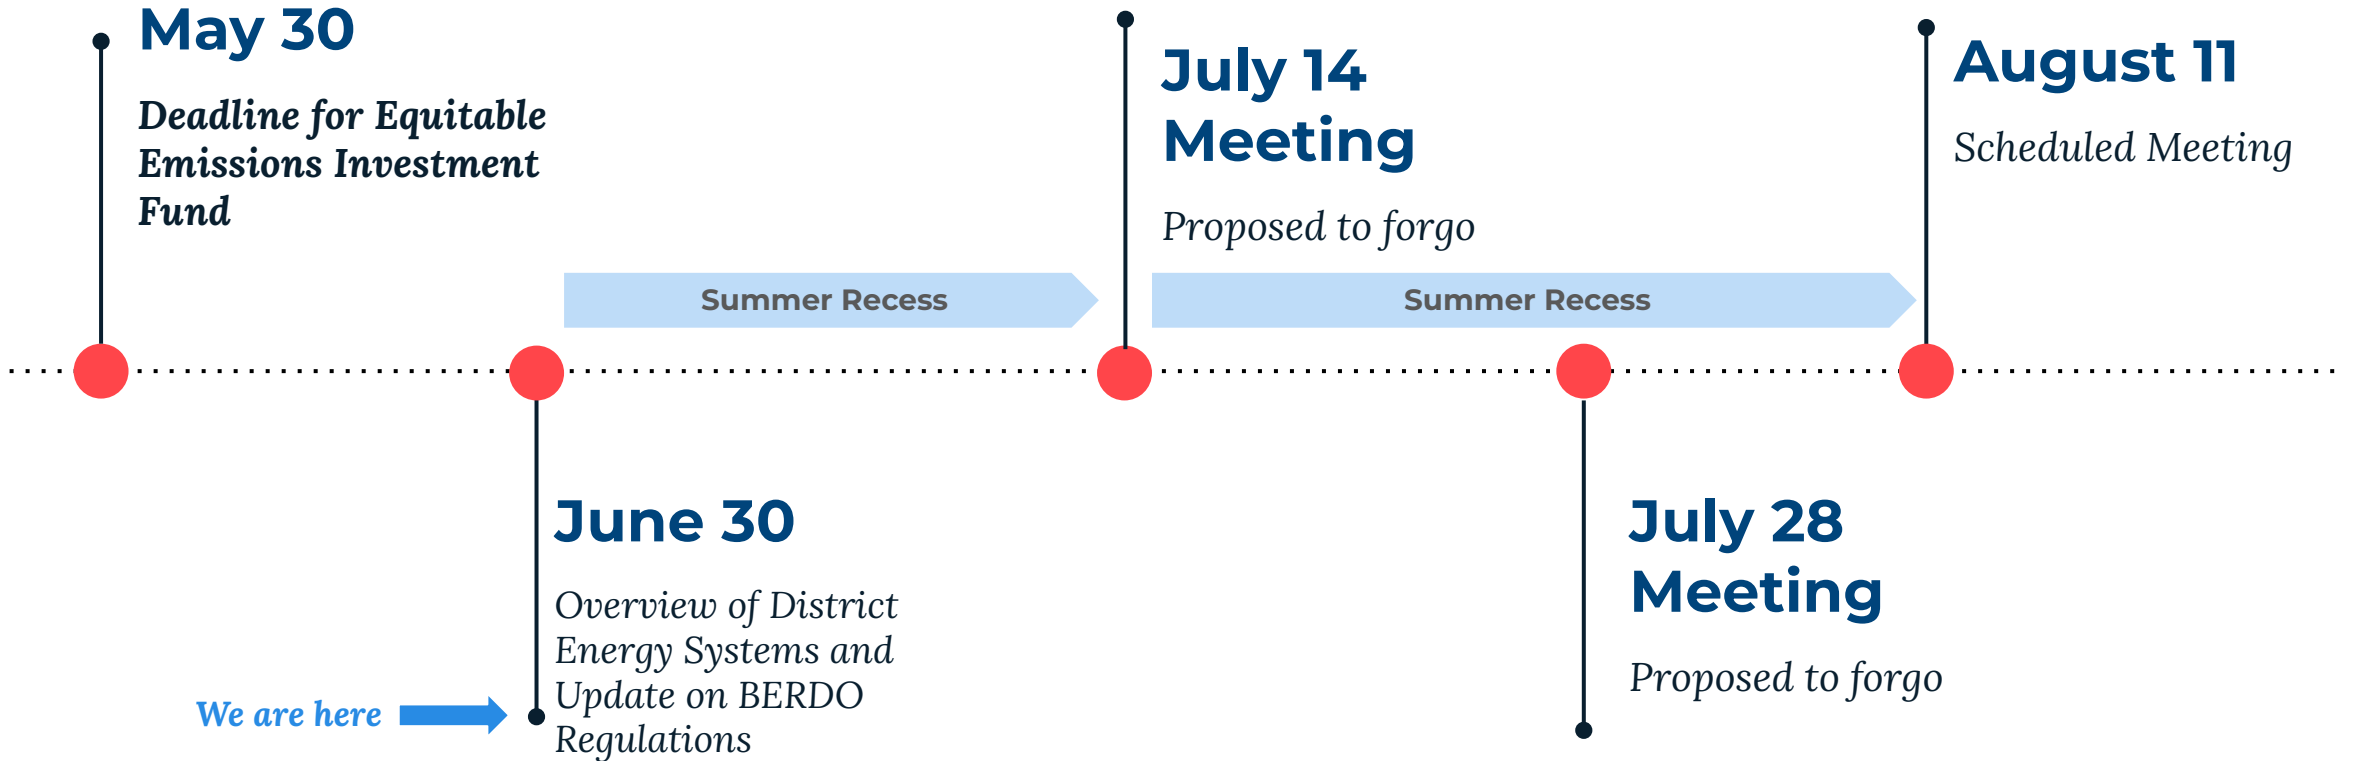 May 30
Deadline for Equitable
Emissions Investment
Fund
July 14
Meeting
Proposed to forgo
August 11
Scheduled Meeting
Summer Recess
Summer Recess
June 30
Overview of District
Energy Systems and
Update on BERDO
Regulations
We are here
July 28
Meeting
Proposed to forgo